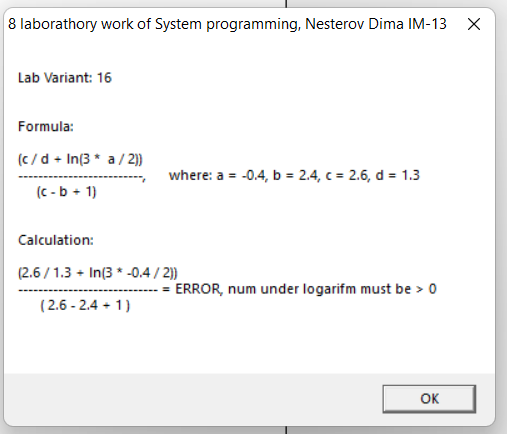 8 laborathory work of System programming, Nesterov Dima IM-13
Lab Variant: 16
Formula:
(c / d + ln(3 * a / 2))
--------------------------, where: a = -0.4, b = 2.4, c = 2.6, d = 1.3
(c - b + 1)
Calculation:
(2.6 / 1.3 + ln(3 * -0.4 / 2))
----------------------------- = ERROR, num under logarifm must be > 0
( 2.6 - 2.4 + 1 )
OK